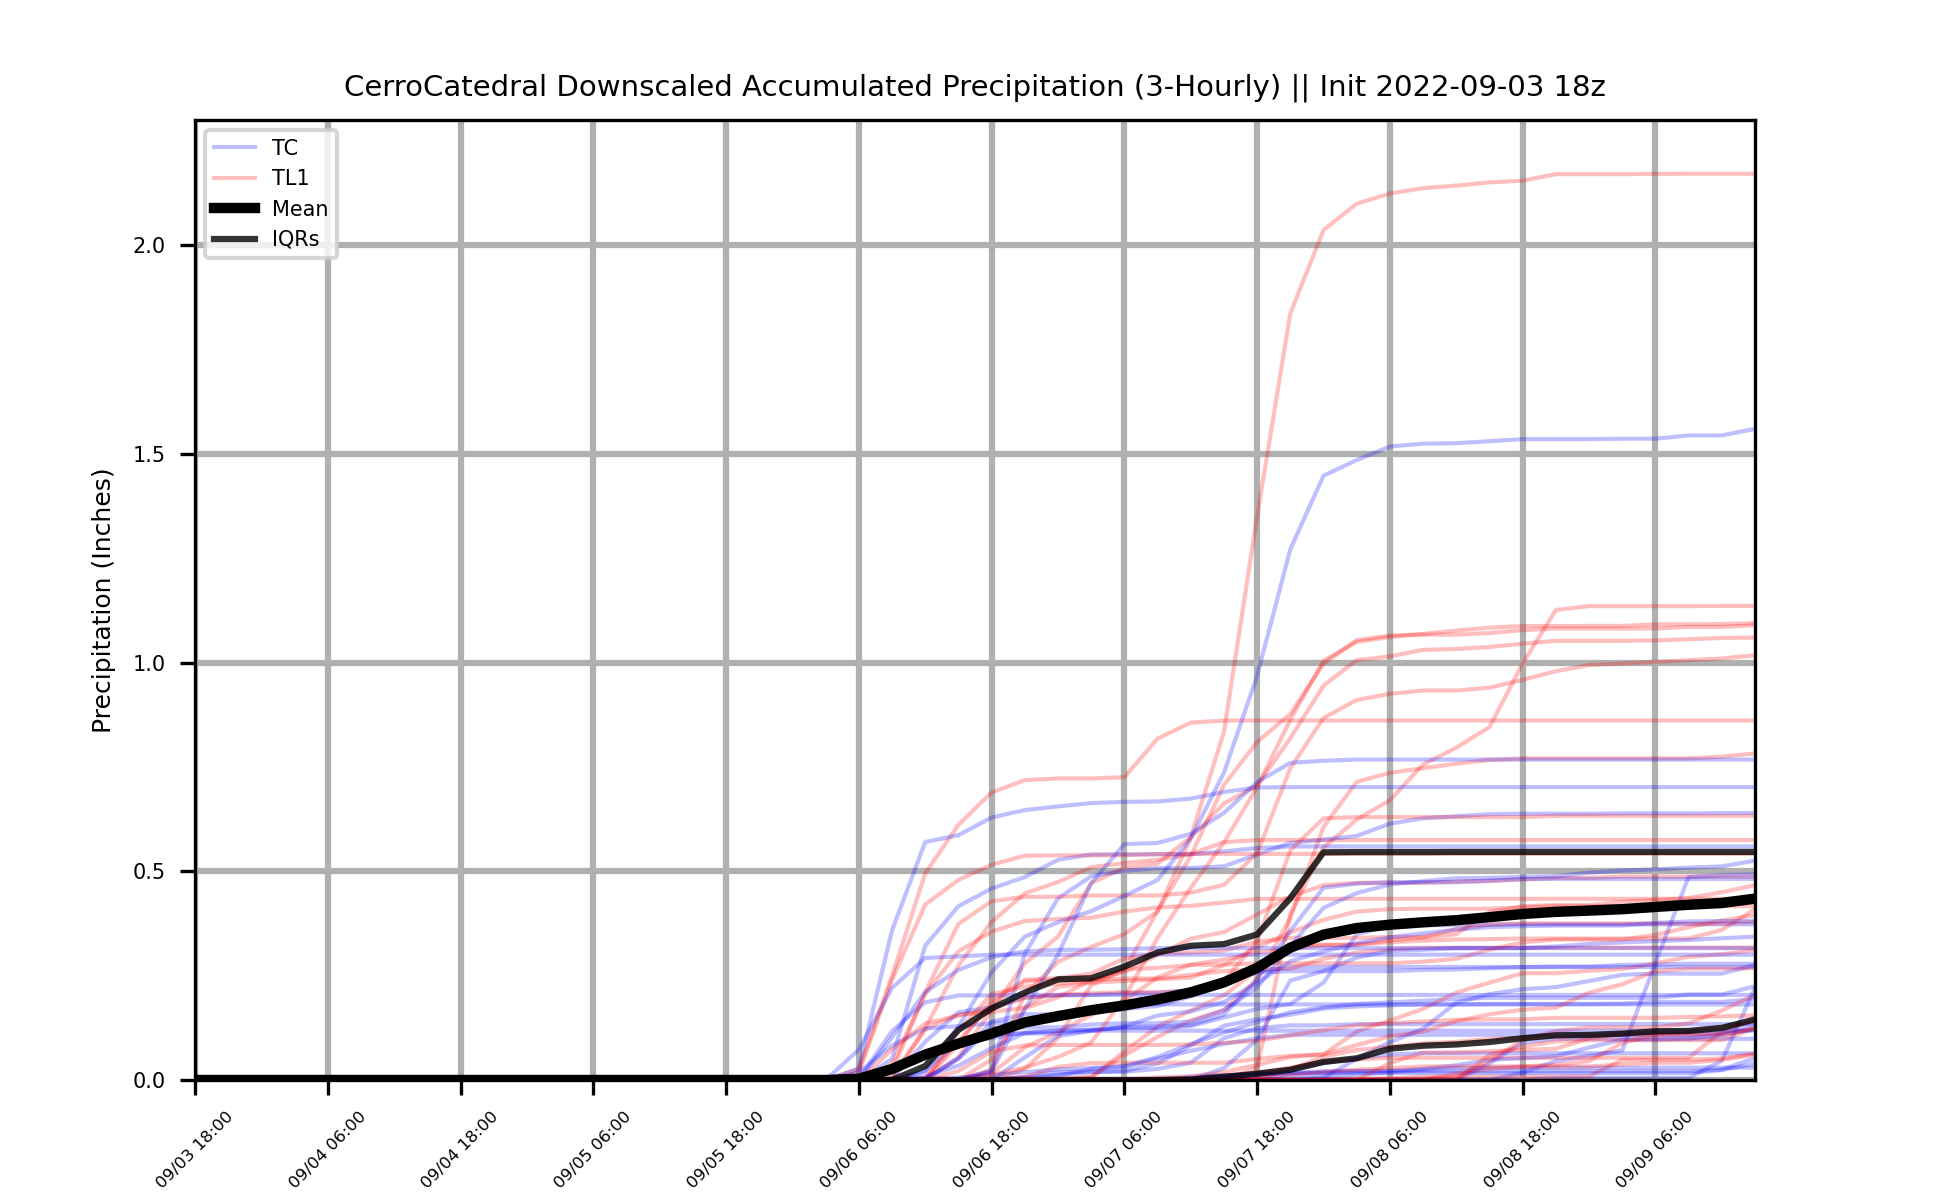 CerroCatedral Downscaled Accumulated Precipitation (3-Hourly) || Init 2022-09-03 18z
TC
TL1
Mean
IQRs
Precipitation (Inches)
2.0
1.5
1.0
0.5
0.0
09/03 18:00
09/04 06:00
09/04 18:00
09/05 06:00
09/05 18:00
09/06 06:00
09/06 18:00
09/07 06:00
09/07 18:00
09/08 06:00
09/08 18:00
09/09 06:00